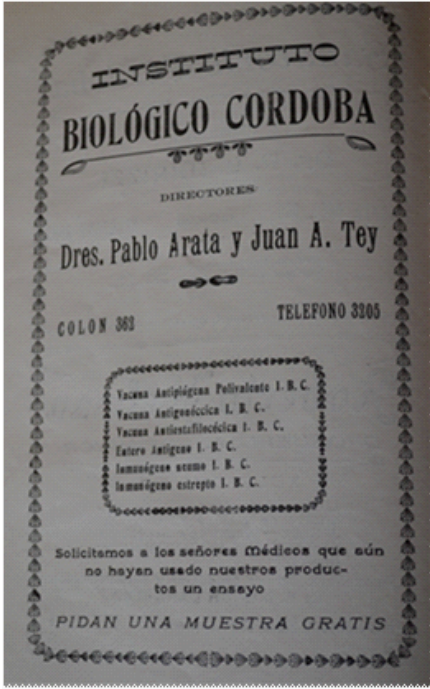 INSTITUTO
BIOLÓGICO CORDOBA
DIRECTORES
Dres. Pablo Arata y Juan A. Tey
COLON 362
TELEFONO 3205
Vacuna Antipiógena Polivalente I. B. C.
Vacuna Antigonóccica I. B. C.
Vacuna Antiestafilocócica I. B. C.
Entero Antígeno I. B. C.
Inmunógeno neumo I. B. C.
Inmunógeno estrepto I. B. C.
Solicitamos a los señores Médicos que aún
no hayan usado nuestros produc-
tos un ensayo
PIDAN UNA MUESTRA GRATIS